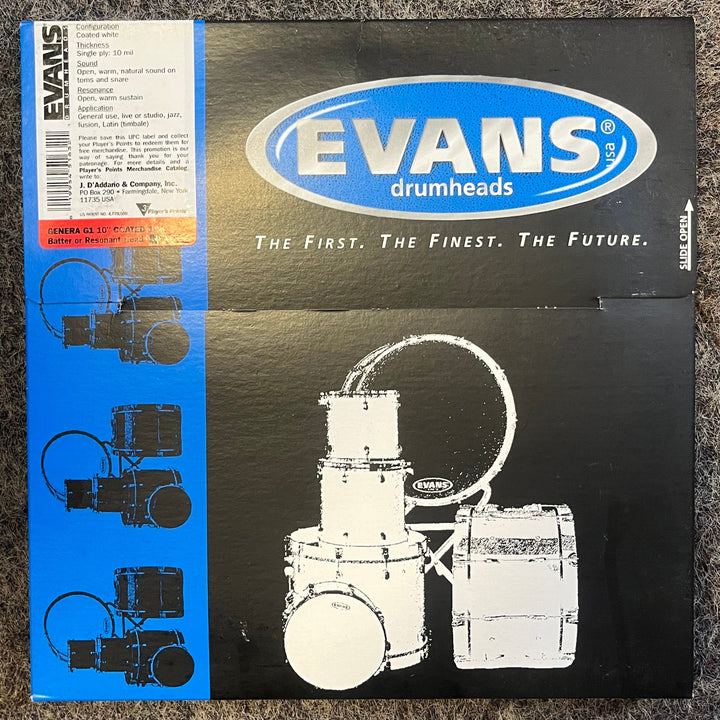 EVANS
DRUMHEADS
Configuration
Coated white
Thickness
Single ply: 10 mil
Sound
Open, warm, natural sound on
toms and snare
Resonance
Open, warm sustain
Application
General use, live or studio, jazz,
fusion, Latin (timbale)
Please save this UPC label and collect
your Player's Points to redeem them for
free merchandise. This promotion is our
way of saying thank you for your
patronage. For more details and a
Player's Points Merchandise Catalog,
write to:
J. D'Addario & Company, Inc.
PO Box 290 • Farmingdale, New York
11735 USA
3 Player's Points
GENERA G1 10" COATED
Batter or Resonant
EVANS®
usa
drumheads
THE FIRST. THE FINEST. THE FUTURE.
SLIDE OPEN
EVANS
EVANS